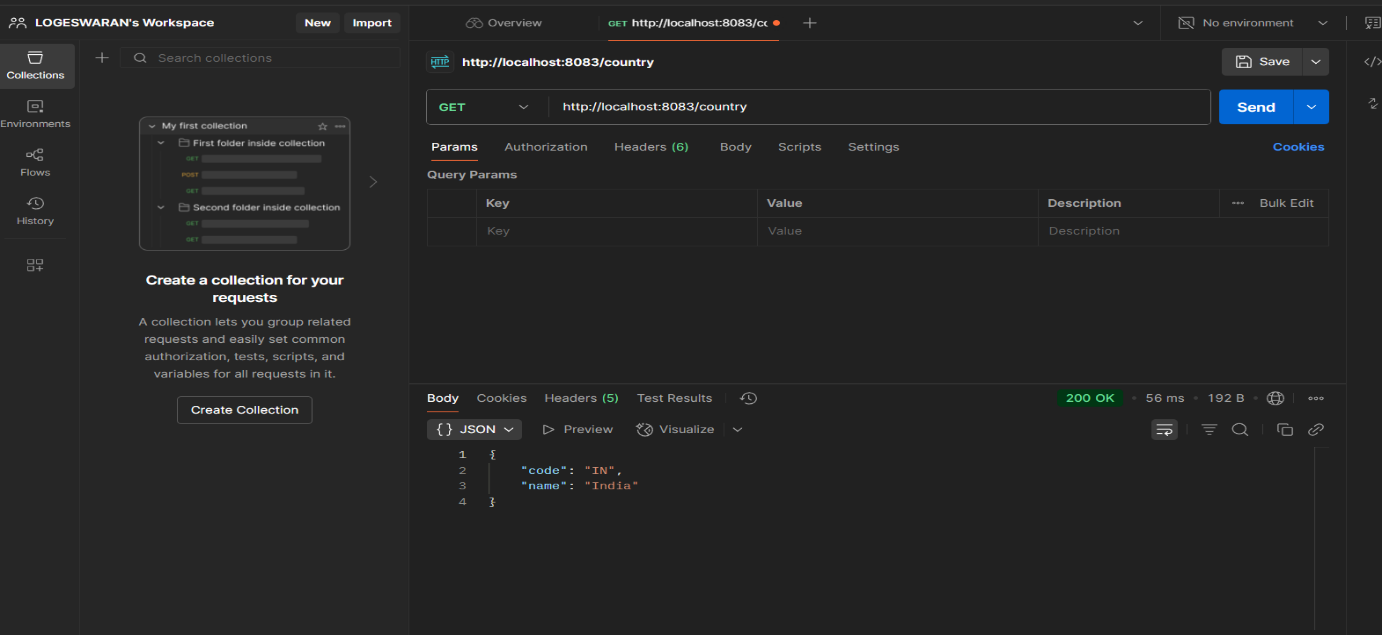 LOGESWARAN's Workspace
New
Import
Overview
GET http://localhost:8083/cc
No environment
Collections
Environments
Flows
History
Search collections
My first collection
First folder inside collection
GET
POST
GET
Second folder inside collection
GET
GET
Create a collection for your
requests
A collection lets you group related
requests and easily set common
authorization, tests, scripts, and
variables for all requests in it.
Create Collection
HTTP
http://localhost:8083/country
Save
GET
http://localhost:8083/country
Send
Params
Authorization
Headers (6)
Body
Scripts
Settings
Cookies
Query Params
Key
Value
Description
Bulk Edit
Key
Value
Description
Body
Cookies
Headers (5)
Test Results
200 OK
56 ms
192 B
{} JSON
Preview
Visualize
1 {
2 "code": "IN",
3 "name": "India"
4 }